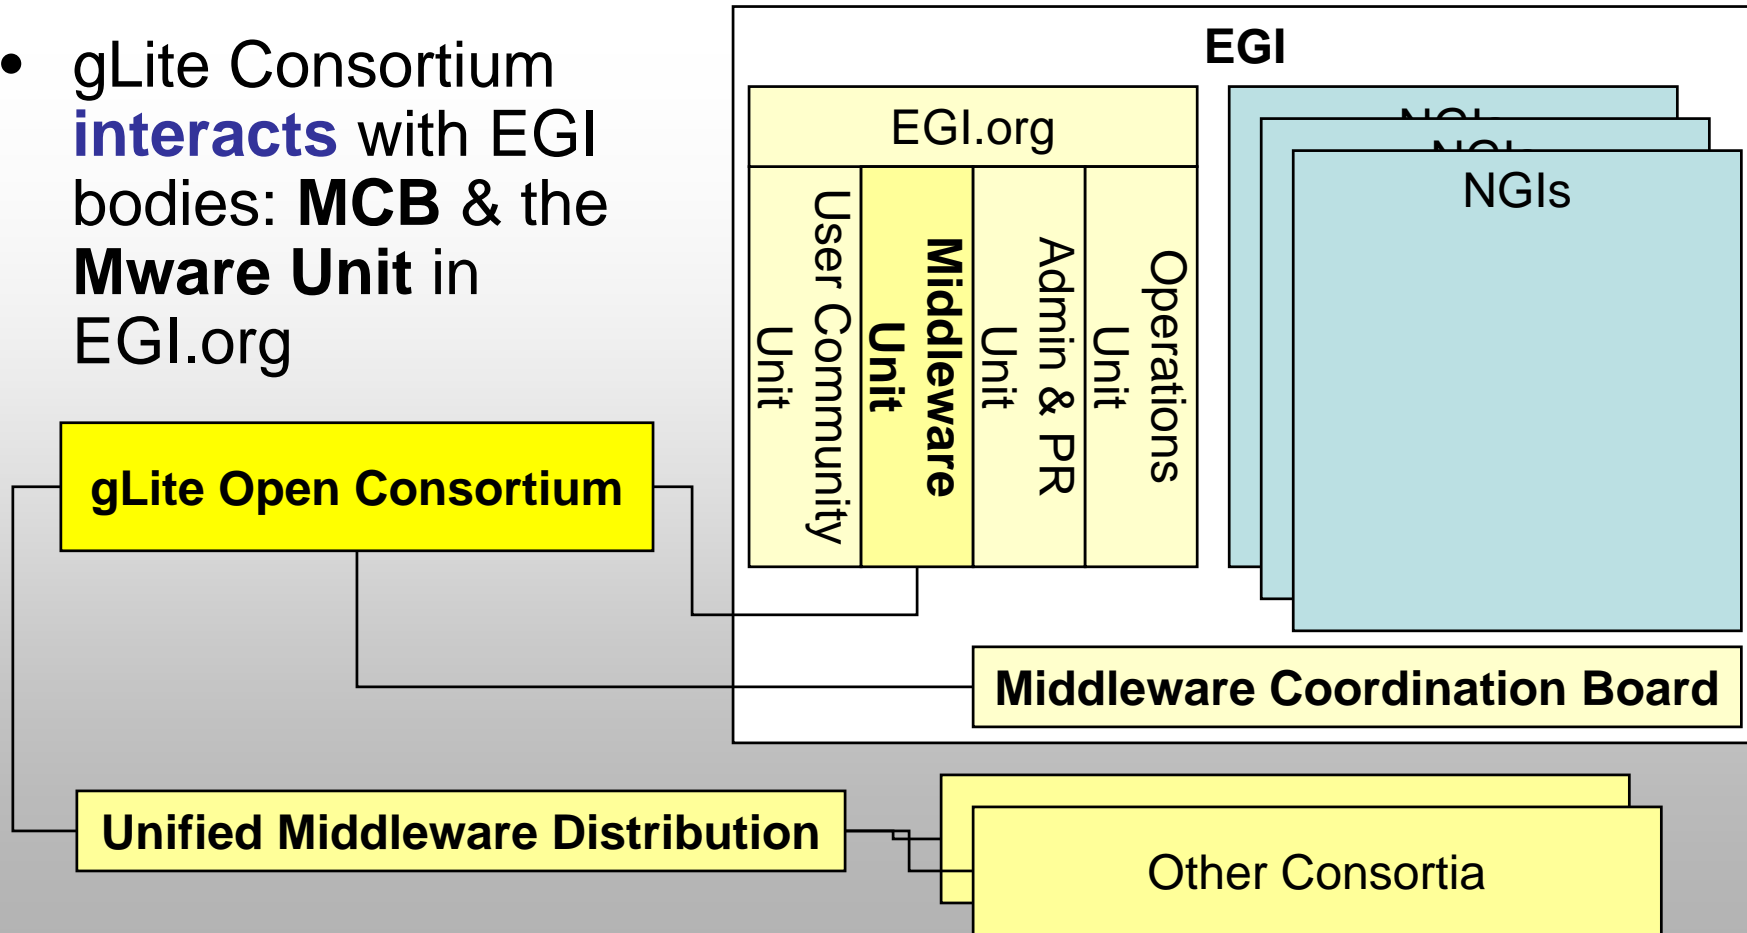 • gLite Consortium
interacts with EGI
bodies: MCB & the
Mware Unit in
EGI.org
EGI
EGI.org
User Community
Unit
Middleware
Unit
Admin & PR
Unit
Operations
Unit
NGIs
NGIs
NGIs
gLite Open Consortium
Middleware Coordination Board
Unified Middleware Distribution
Other Consortia